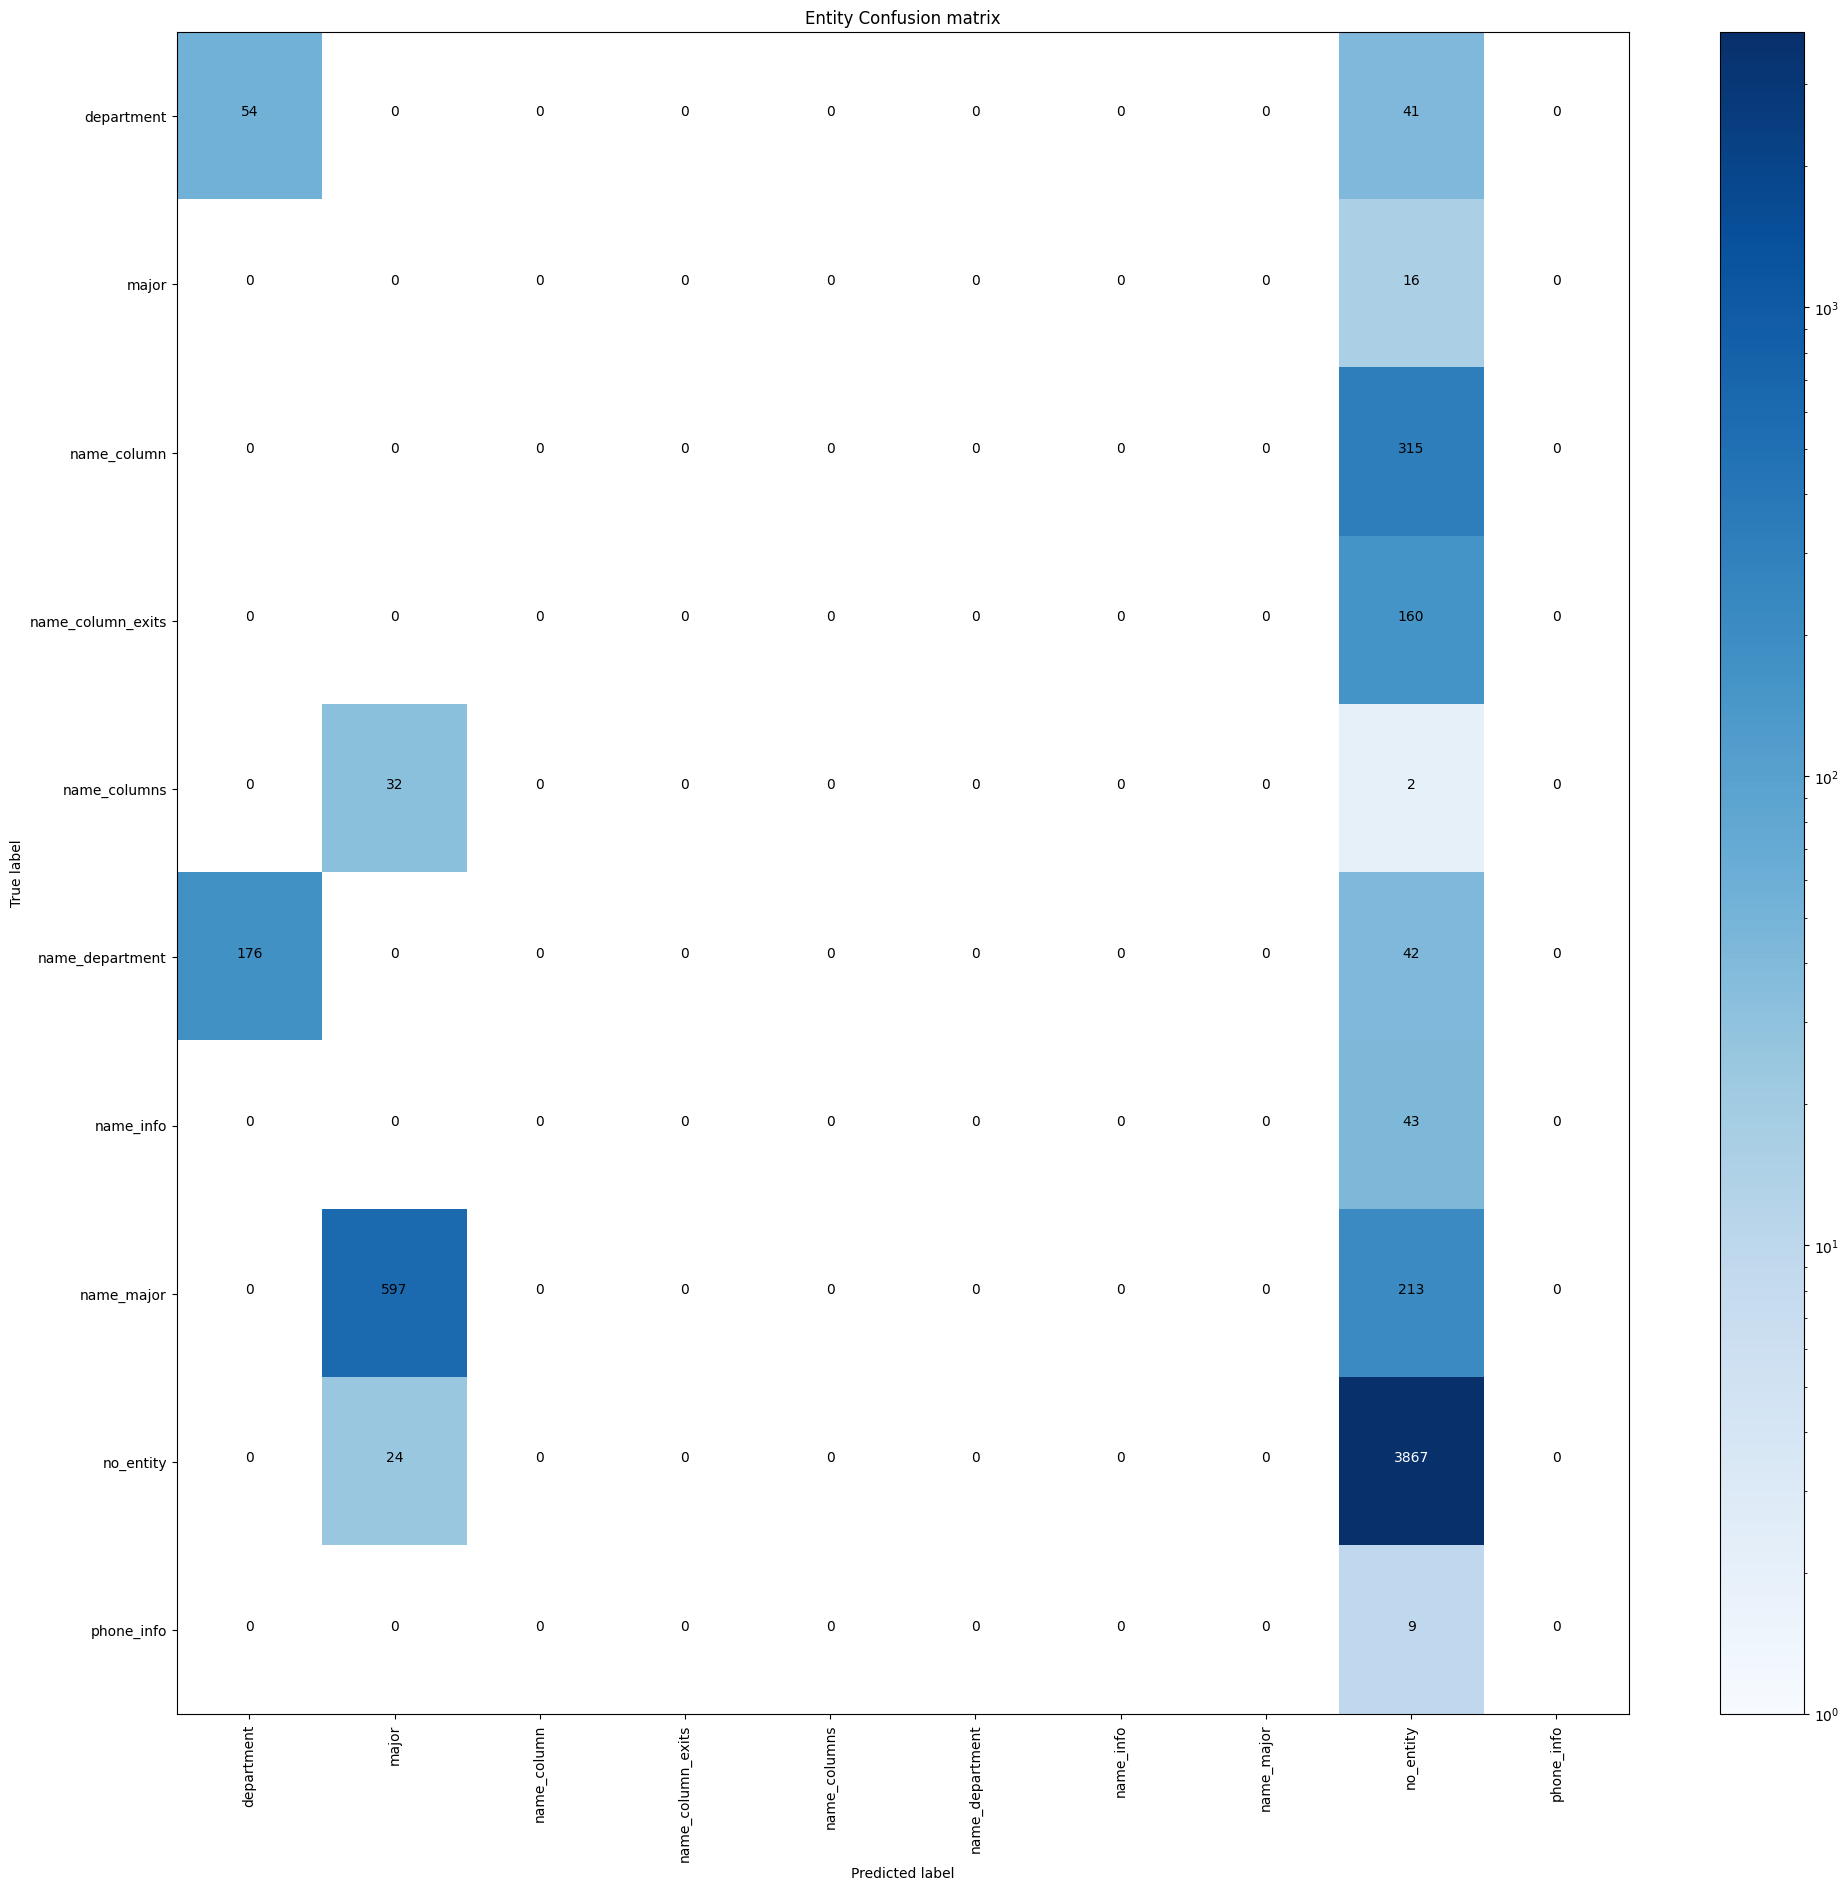 Entity Confusion matrix
department 54 0 0 0 0 0 0 0 41 0
major 0 0 0 0 0 0 0 0 16 0
name_column 0 0 0 0 0 0 0 0 315 0
name_column_exits 0 0 0 0 0 0 0 0 160 0
name_columns 0 32 0 0 0 0 0 0 2 0
name_department 176 0 0 0 0 0 0 0 42 0
name_info 0 0 0 0 0 0 0 0 43 0
name_major 0 597 0 0 0 0 0 0 213 0
no_entity 0 24 0 0 0 0 0 0 3867 0
phone_info 0 0 0 0 0 0 0 0 9 0
True label
department
major
name_column
name_column_exits
name_columns
name_department
name_info
name_major
no_entity
phone_info
Predicted label
10³
10²
10¹
10⁰